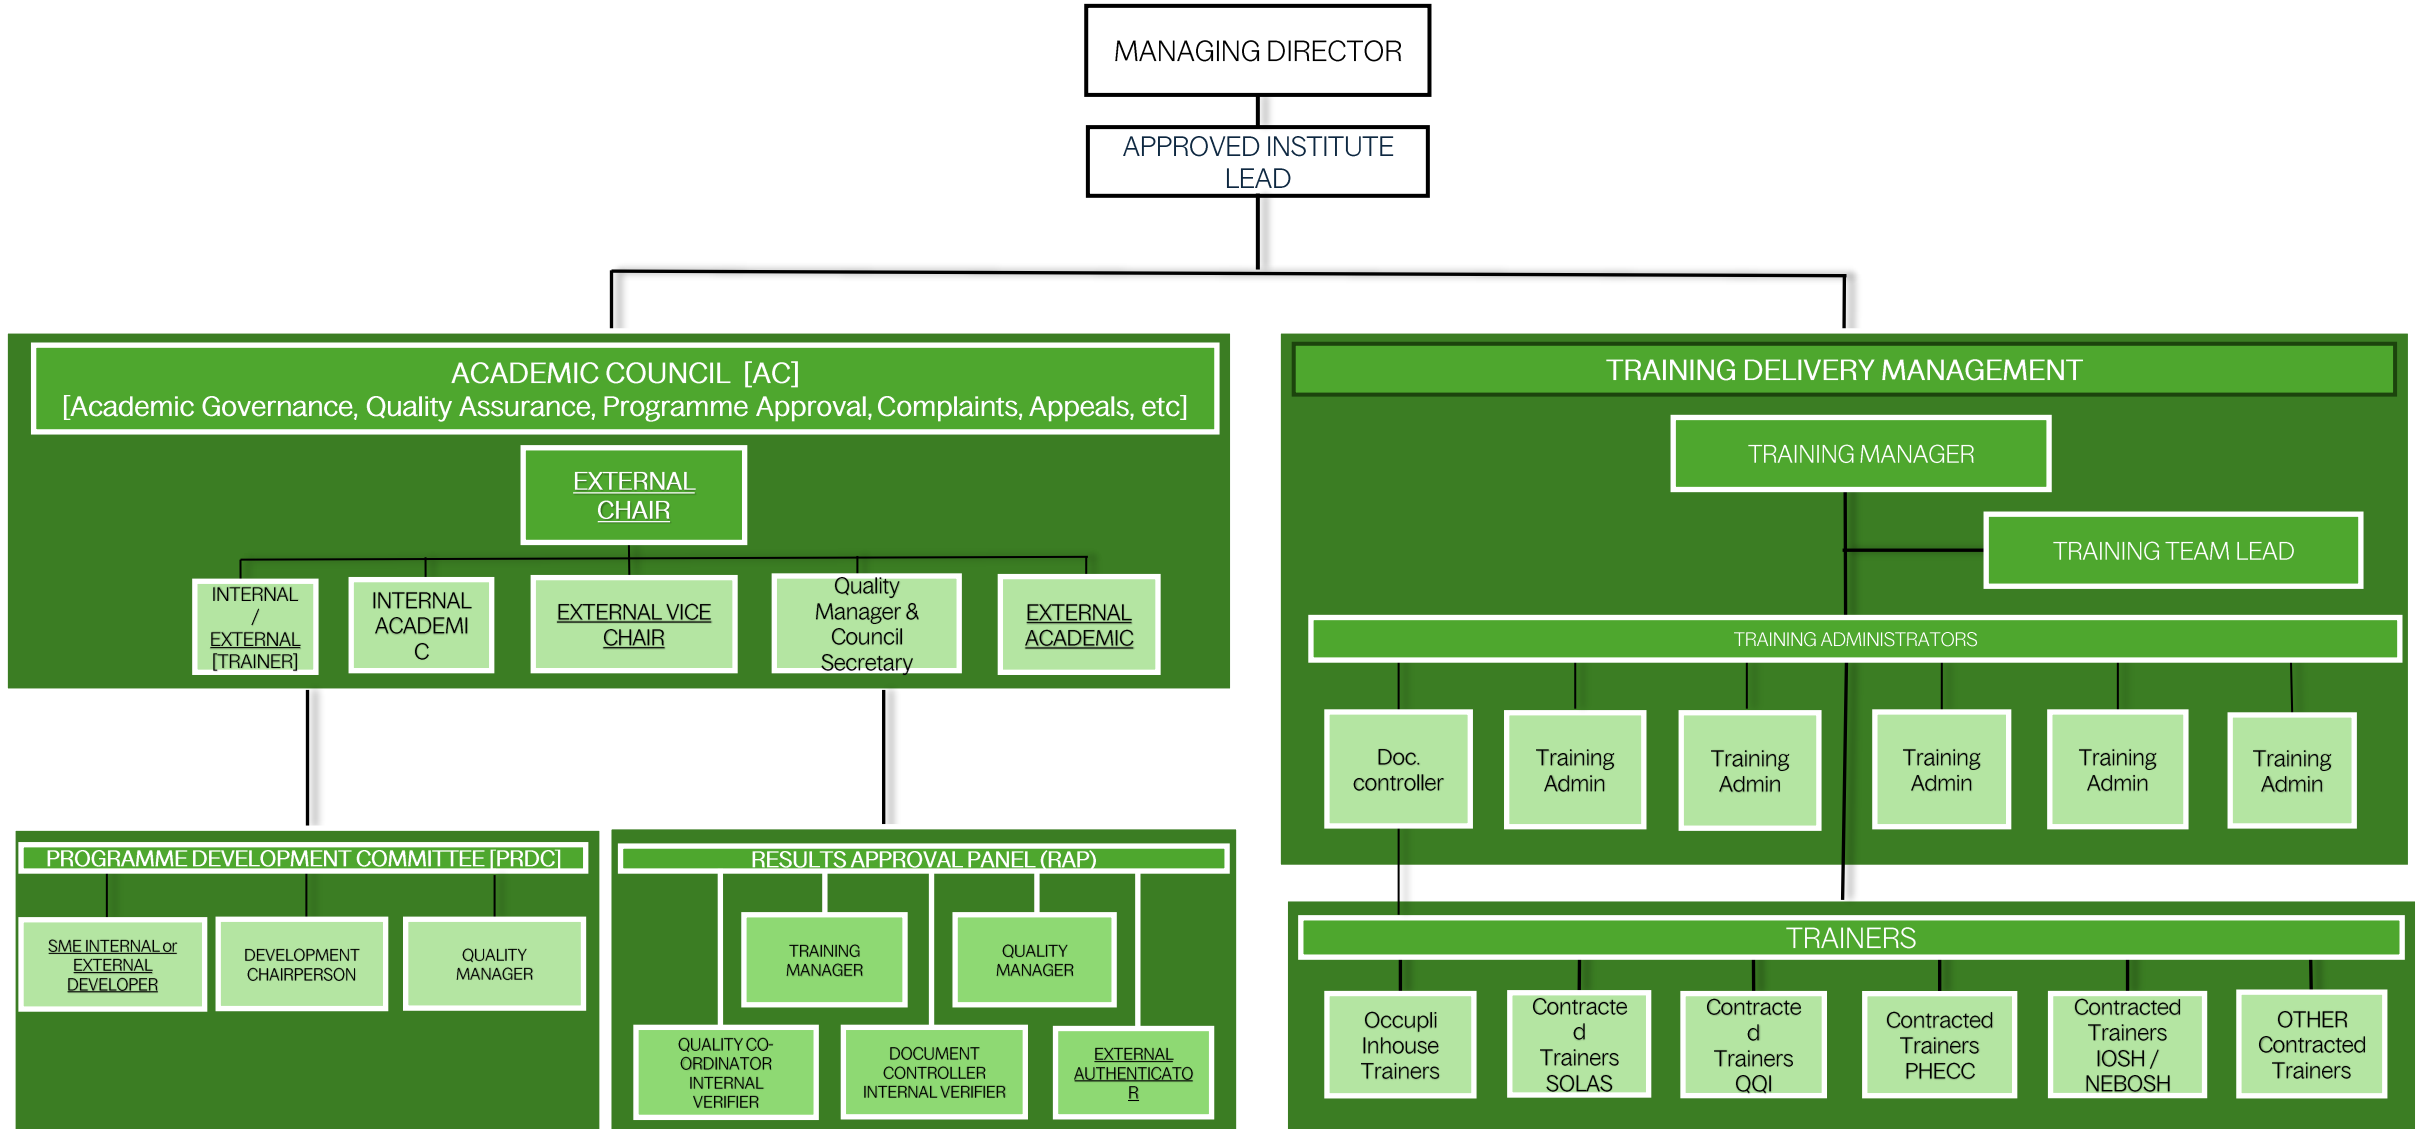 MANAGING DIRECTOR
APPROVED INSTITUTE
LEAD
ACADEMIC COUNCIL [AC]
[Academic Governance, Quality Assurance, Programme Approval, Complaints, Appeals, etc]
EXTERNAL
CHAIR
INTERNAL
/
EXTERNAL
[TRAINER]
INTERNAL
ACADEMI
C
EXTERNAL VICE
CHAIR
Quality
Manager &
Council
Secretary
EXTERNAL
ACADEMIC
PROGRAMME DEVELOPMENT COMMITTEE [PRDC]
SME INTERNAL or
EXTERNAL
DEVELOPER
DEVELOPMENT
CHAIRPERSON
QUALITY
MANAGER
RESULTS APPROVAL PANEL (RAP)
TRAINING
MANAGER
QUALITY
MANAGER
QUALITY CO-
ORDINATOR
INTERNAL
VERIFIER
DOCUMENT
CONTROLLER
INTERNAL VERIFIER
EXTERNAL
AUTHENTICATO
R
TRAINING DELIVERY MANAGEMENT
TRAINING MANAGER
TRAINING TEAM LEAD
TRAINING ADMINISTRATORS
Doc.
controller
Training
Admin
Training
Admin
Training
Admin
Training
Admin
Training
Admin
TRAINERS
Occupli
Inhouse
Trainers
Contracte
d
Trainers
SOLAS
Contracte
d
Trainers
QQI
Contracted
Trainers
PHECC
Contracted
Trainers
IOSH /
NEBOSH
OTHER
Contracted
Trainers